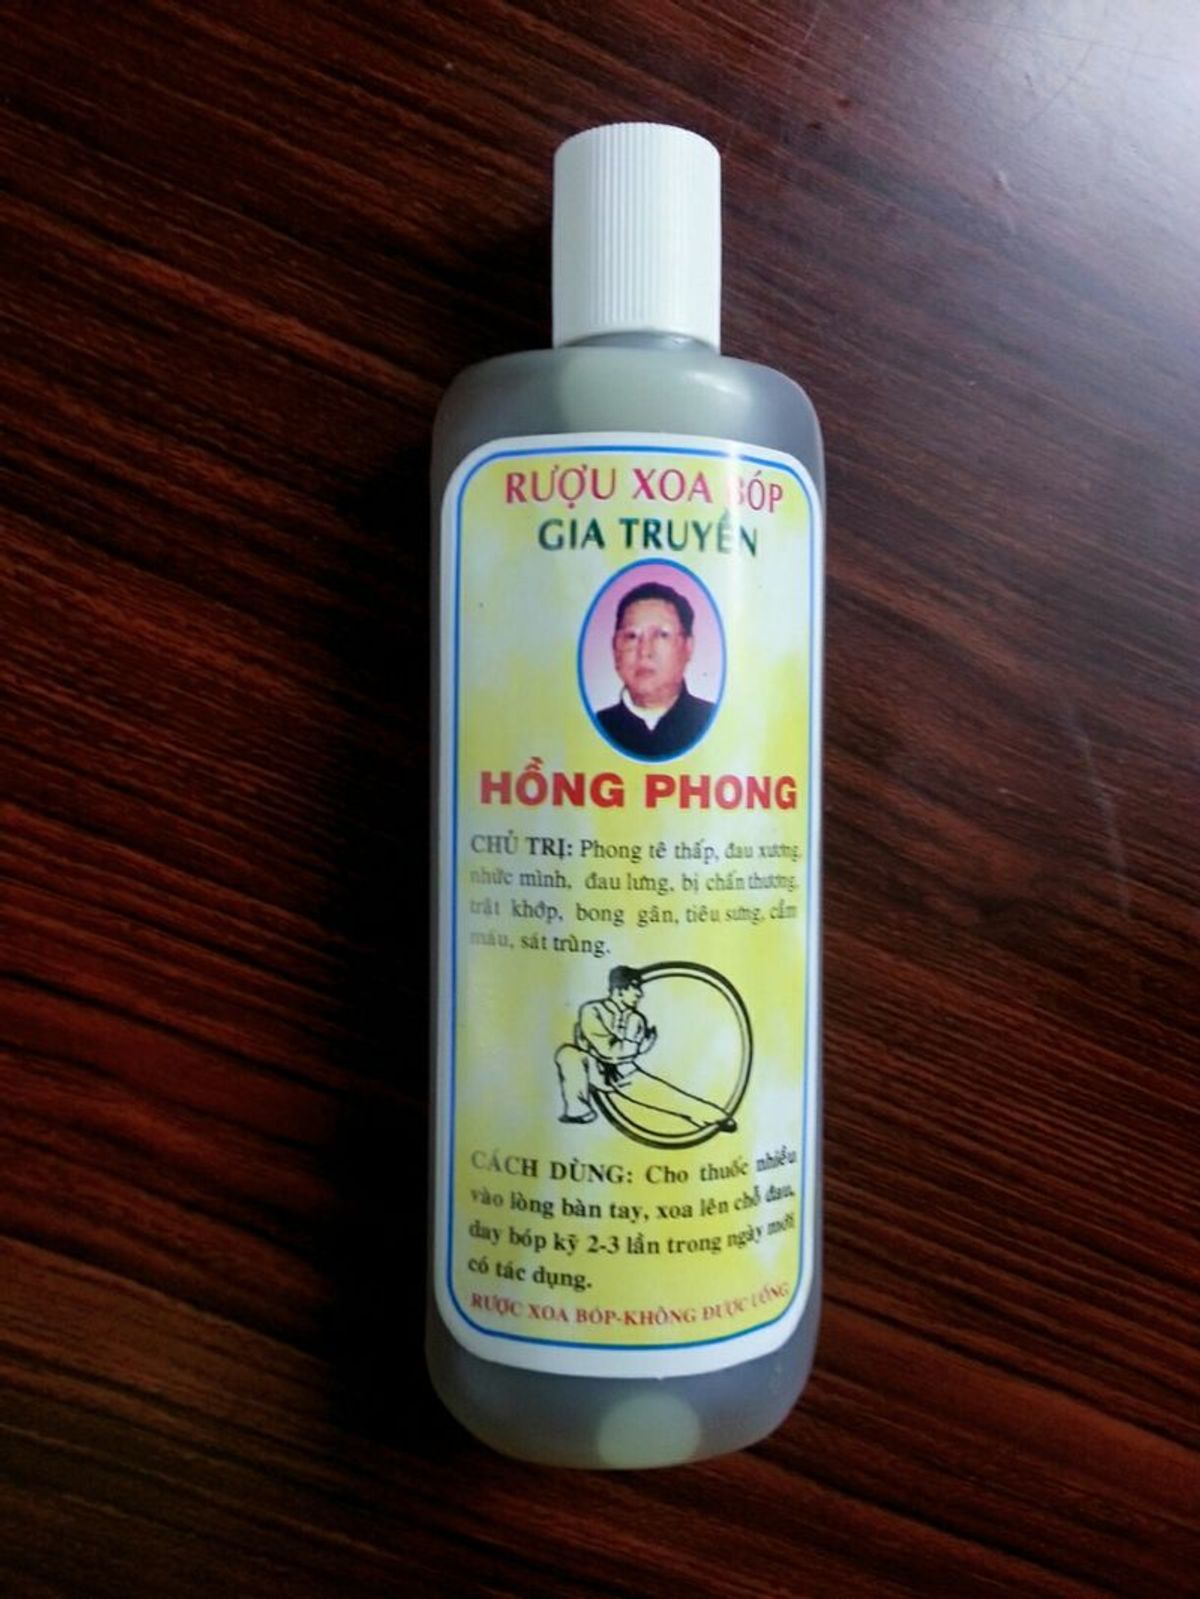 RƯỢU XOA BÓP
GIA TRUYỀN
HỒNG PHONG
CHỦ TRỊ: Phong tê thấp, đau xương,
nhức mình, đau lưng, bị chấn thương,
trật khớp, bong gân, tiêu sưng, cầm
máu, sát trùng.
CÁCH DÙNG: Cho thuốc nhiều
vào lòng bàn tay, xoa lên chỗ đau,
day bóp kỹ 2-3 lần trong ngày mới
có tác dụng.
RƯỢC XOA BÓP-KHÔNG ĐƯỢC UỐNG